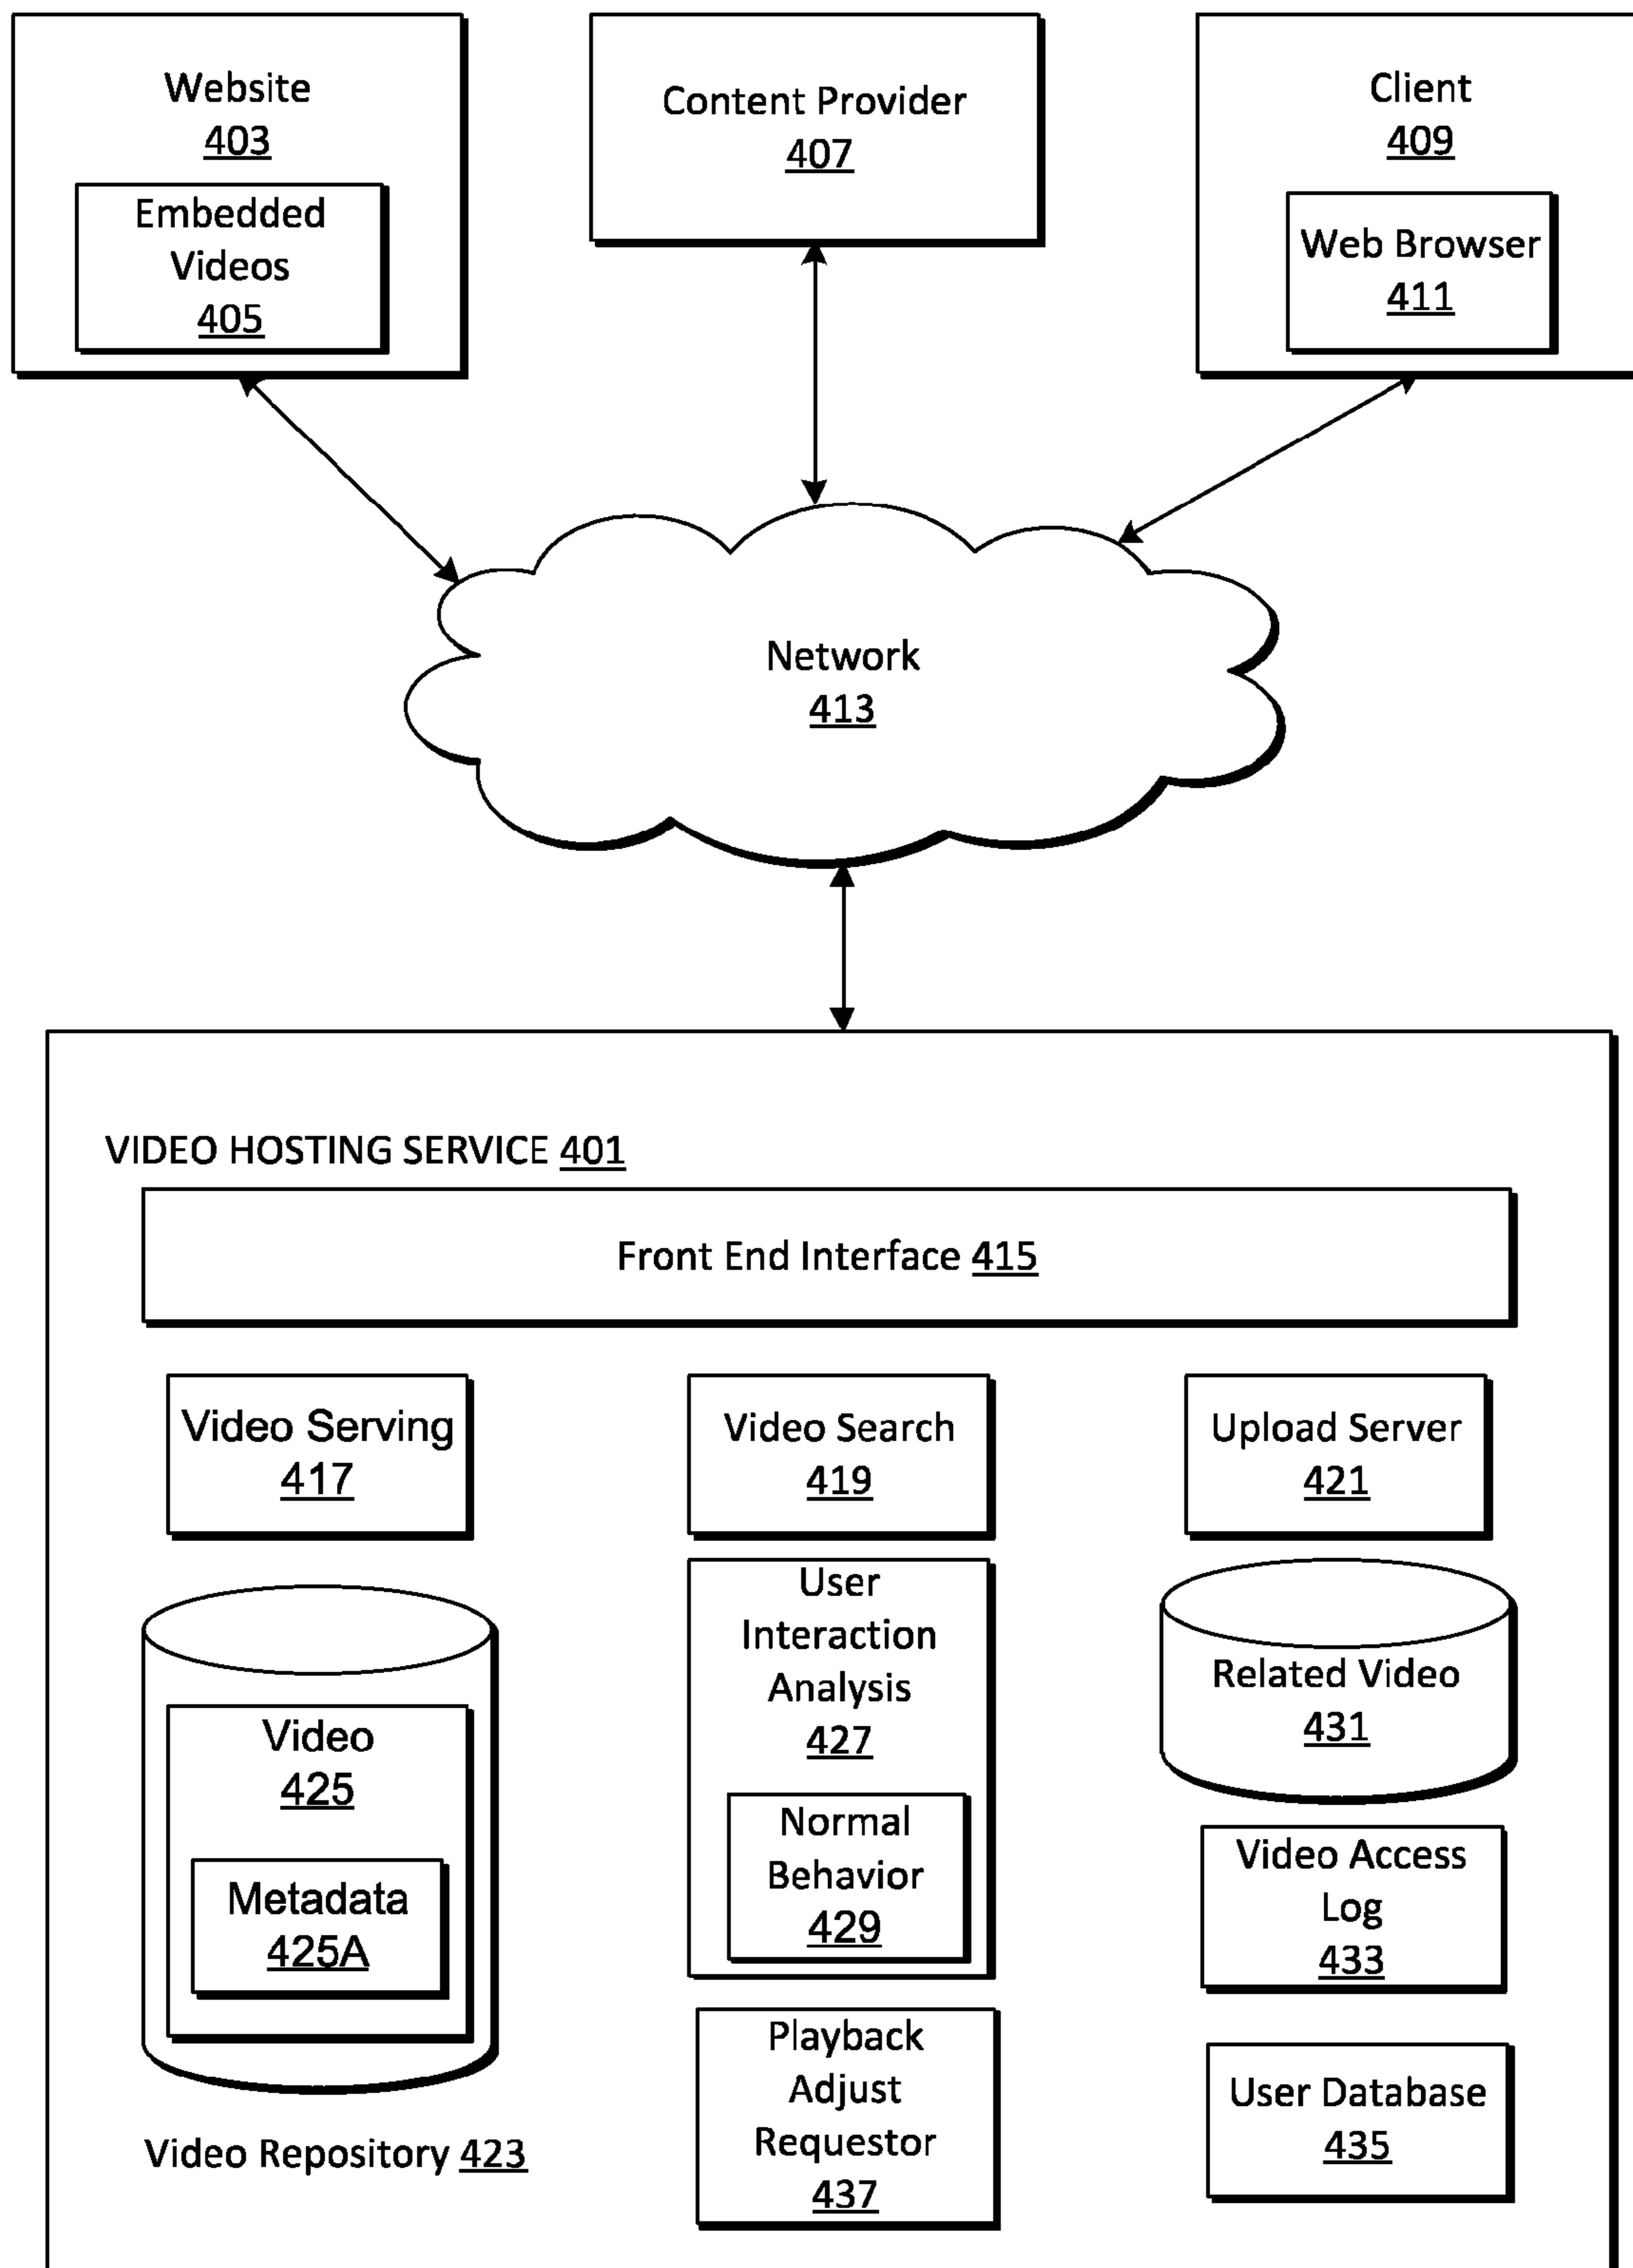 Website
403
Embedded
Videos
405
Content Provider
407
Client
409
Web Browser
411
Network
413
VIDEO HOSTING SERVICE 401
Front End Interface 415
Video Serving
417
Video Search
419
Upload Server
421
Video
425
Metadata
425A
Video Repository 423
User
Interaction
Analysis
427
Normal
Behavior
429
Playback
Adjust
Requestor
437
Related Video
431
Video Access
Log
433
User Database
435